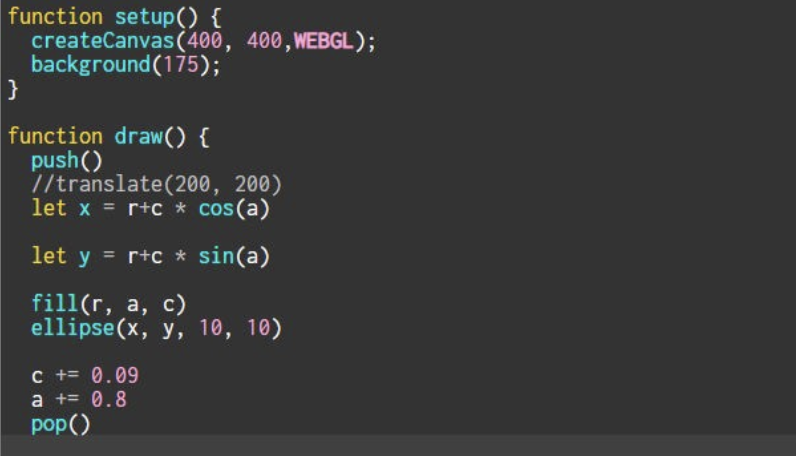 function setup() {
  createCanvas(400, 400,WEBGL);
  background(175);
}

function draw() {
  push()
  //translate(200, 200)
  let x = r+c * cos(a)

  let y = r+c * sin(a)

  fill(r, a, c)
  ellipse(x, y, 10, 10)

  c += 0.09
  a += 0.8
  pop()